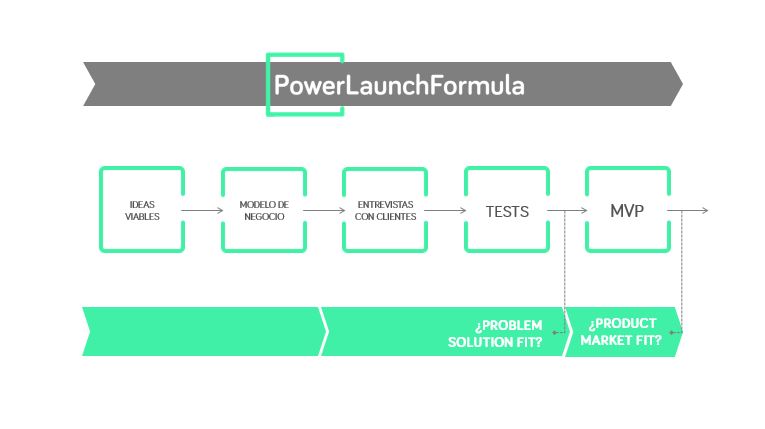 PowerLaunchFormula
IDEAS
VIABLES
MODELO DE
NEGOCIO
ENTREVISTAS
CON CLIENTES
TESTS
MVP
¿PROBLEM
SOLUTION FIT?
¿PRODUCT
MARKET FIT?